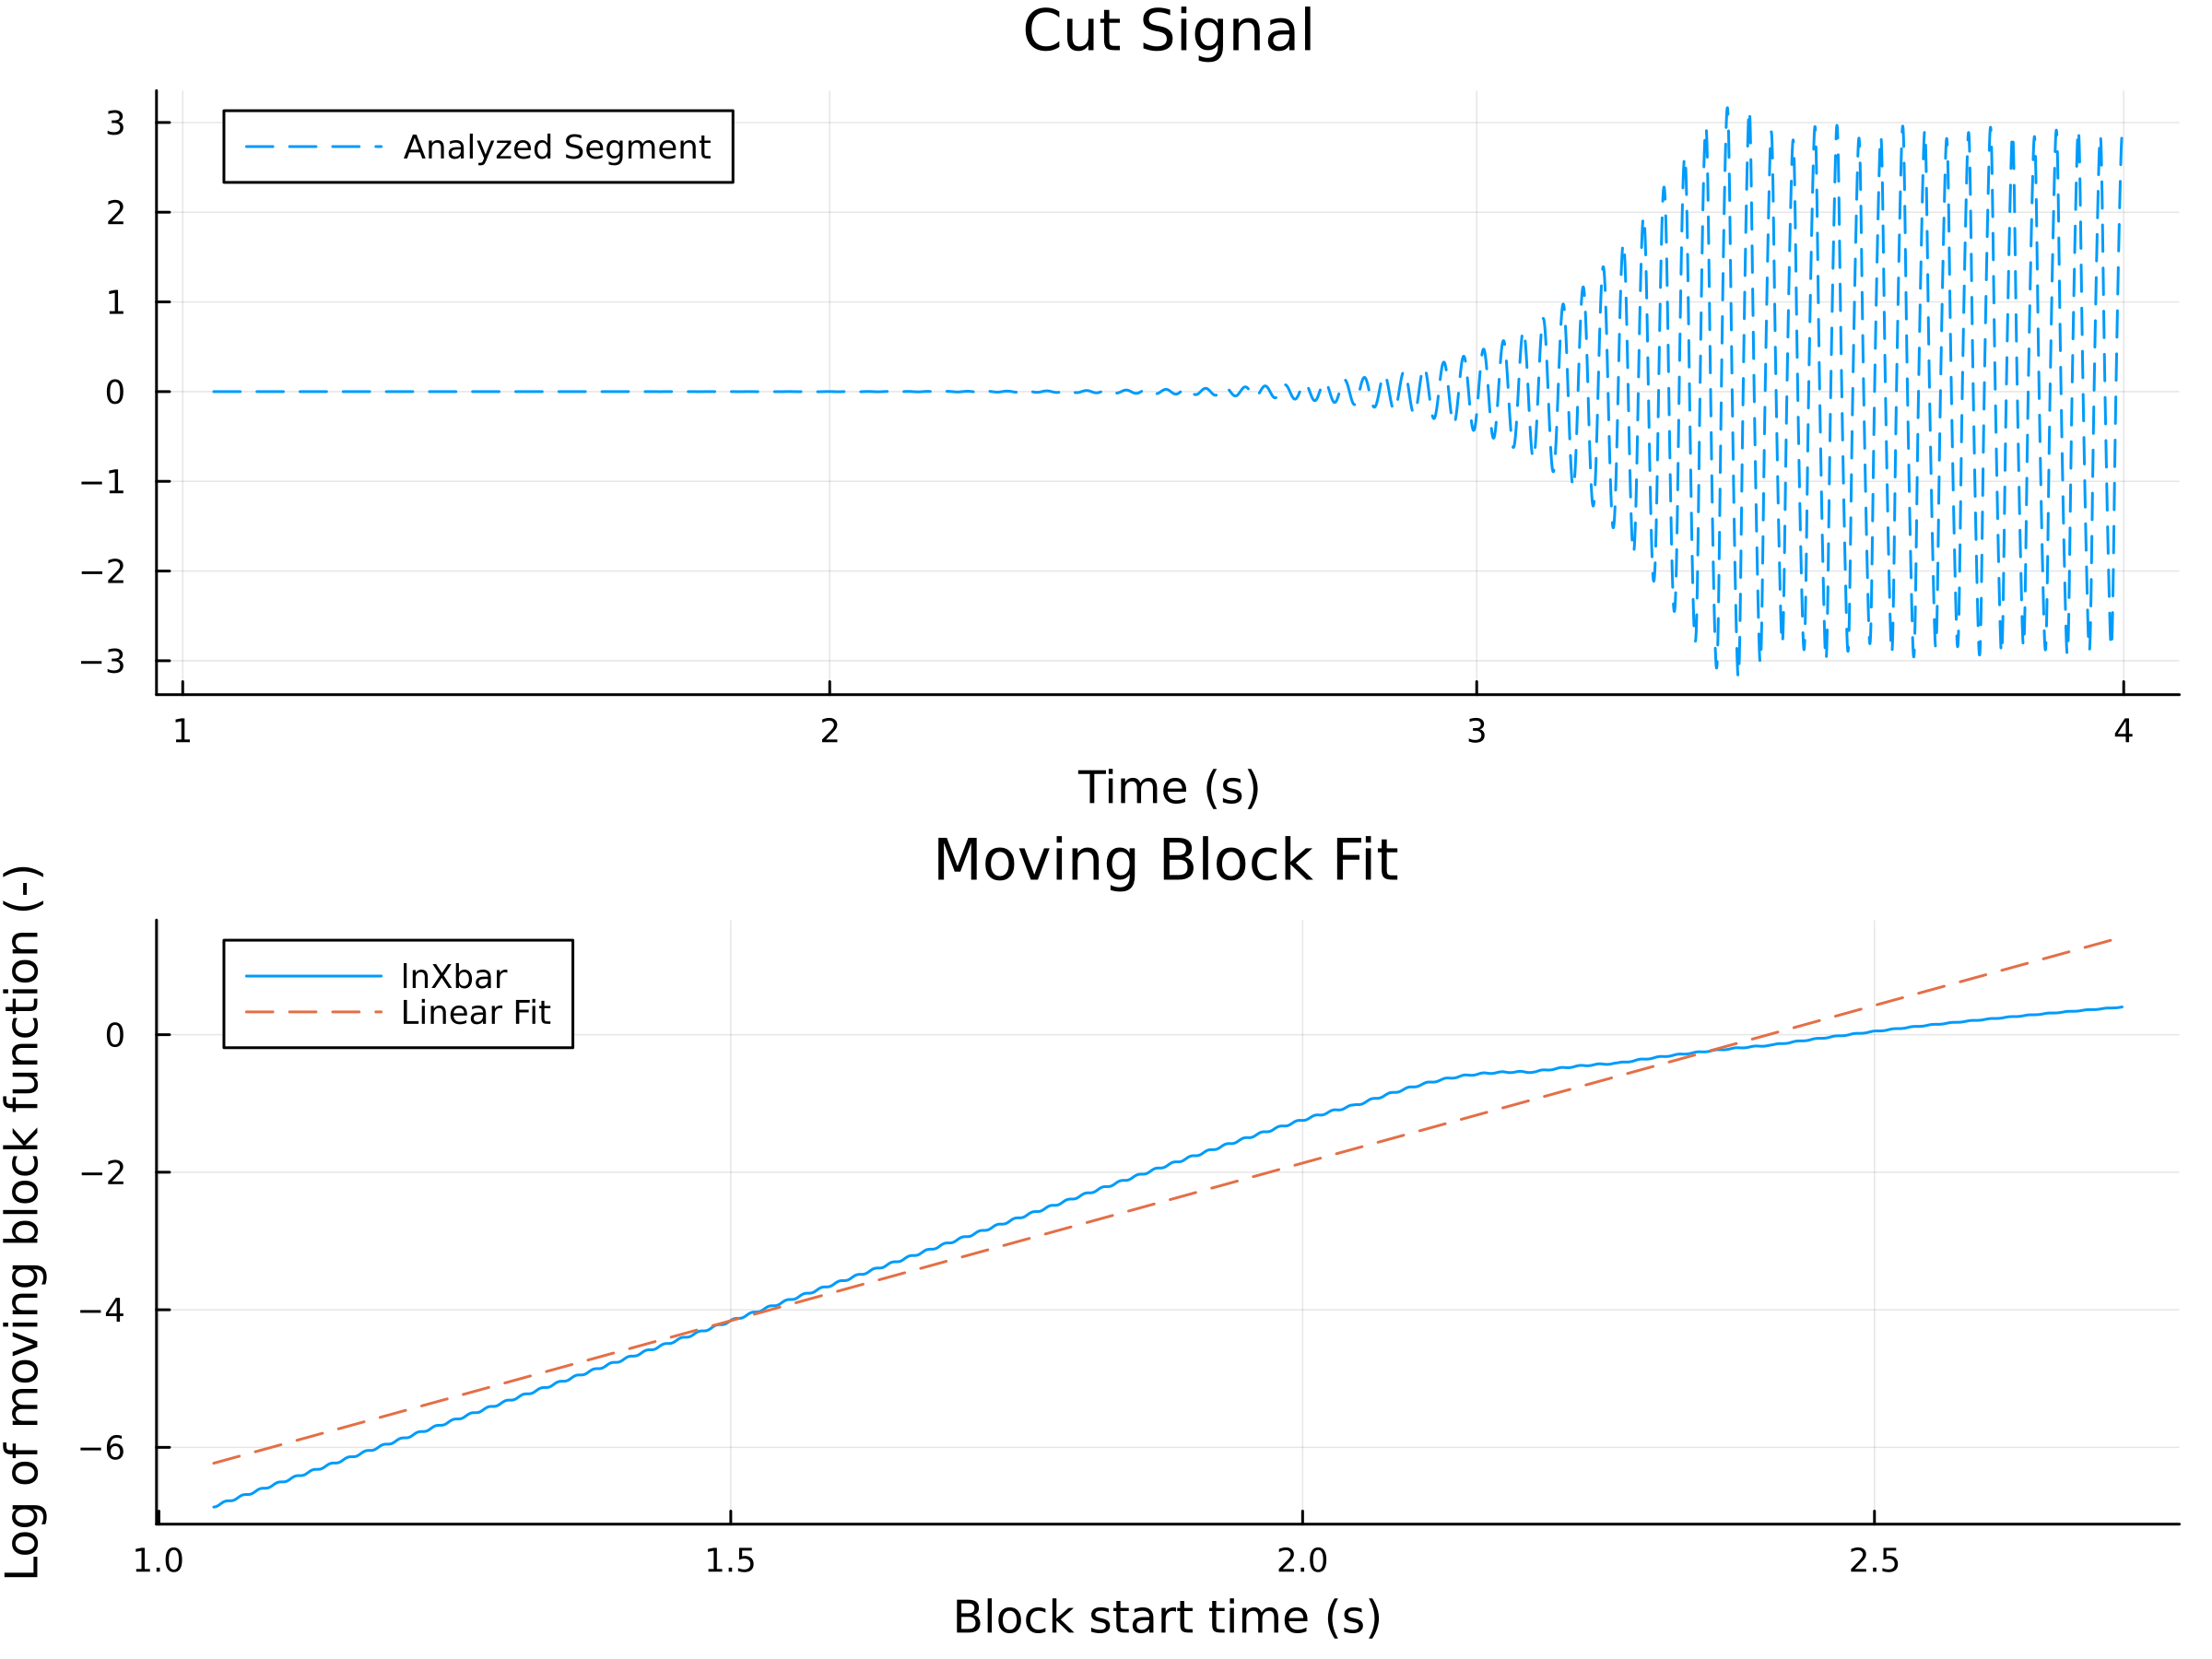 Cut Signal
Analyzed Segment
3
2
1
0
−1
−2
−3
1 2 3 4
Time (s)
Moving Block Fit
Log of moving block function (-)
lnXbar
Linear Fit
0
−2
−4
−6
1.0 1.5 2.0 2.5
Block start time (s)